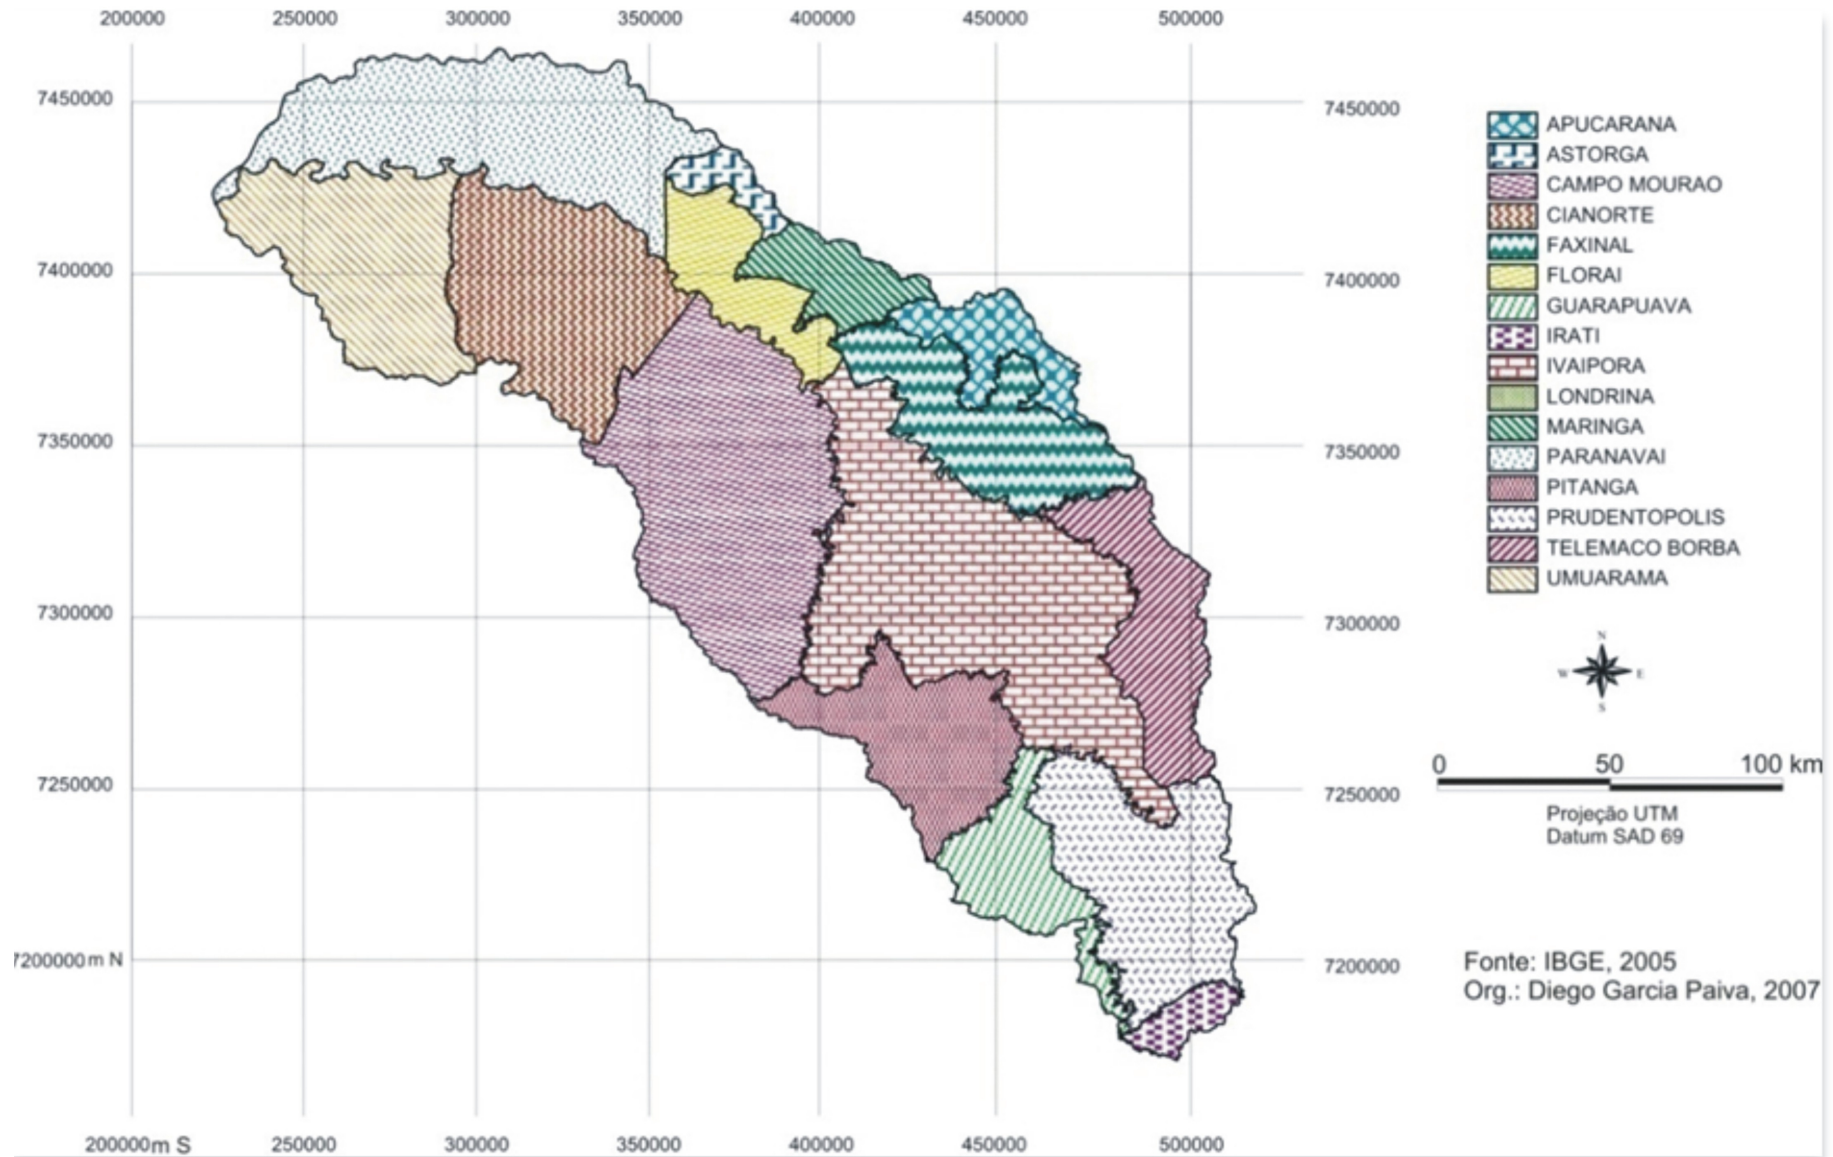 200000 250000 300000 350000 400000 450000 500000
7450000 7450000
7400000 7400000
7350000 7350000
7300000 7300000
7250000 7250000
7200000 m N 7200000
200000m S 250000 300000 350000 400000 450000 500000
APUCARANA
ASTORGA
CAMPO MOURAO
CIANORTE
FAXINAL
FLORAI
GUARAPUAVA
IRATI
IVAIPORA
LONDRINA
MARINGA
PARANAVAI
PITANGA
PRUDENTOPOLIS
TELEMACO BORBA
UMUARAMA
N
W E
S
0 50 100 km
Projeção UTM
Datum SAD 69
Fonte: IBGE, 2005
Org.: Diego Garcia Paiva, 2007